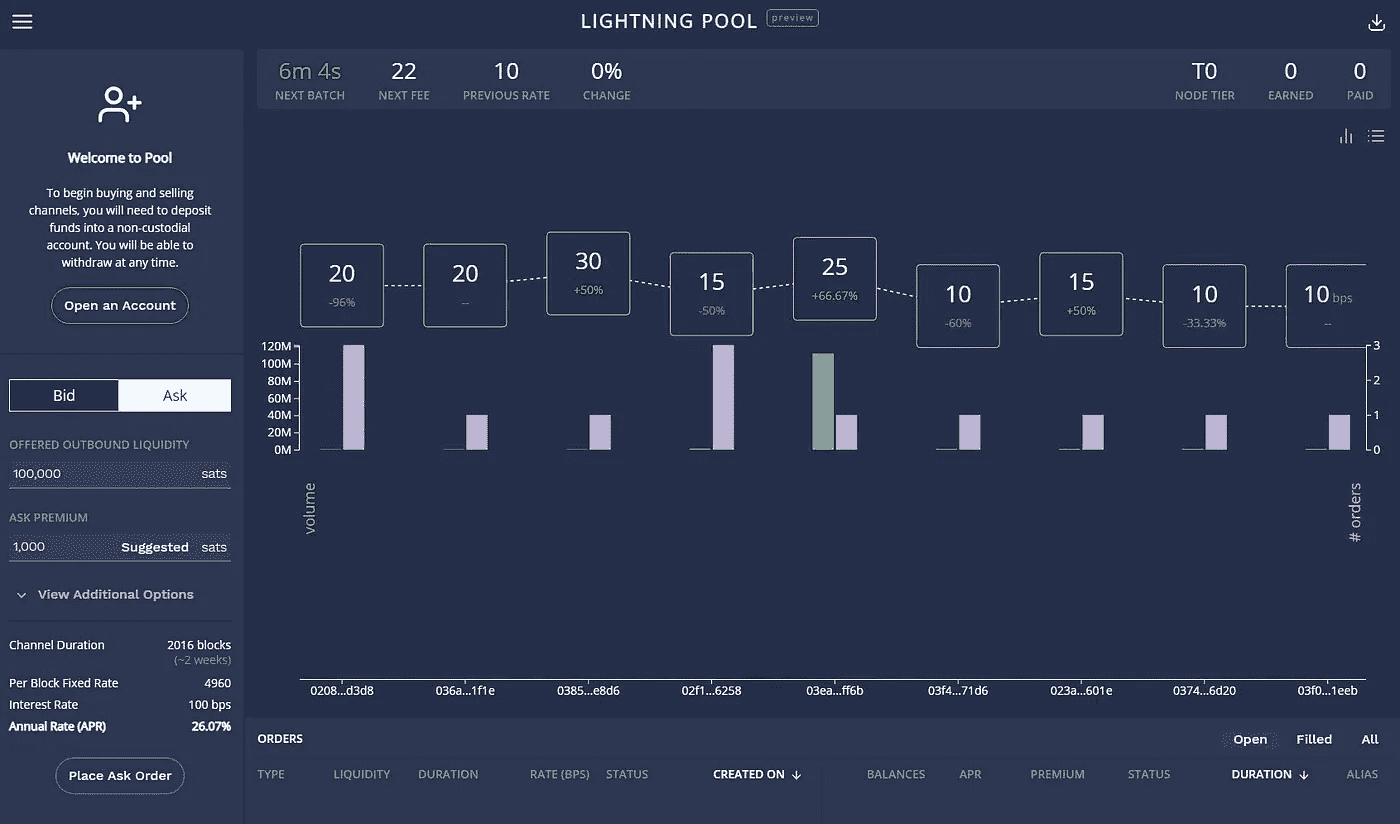 LIGHTNING POOL preview
Welcome to Pool
To begin buying and selling
channels, you will need to deposit
funds into a non-custodial
account. You will be able to
withdraw at any time.
Open an Account
Bid Ask
OFFERED OUTBOUND LIQUIDITY
100,000 sats
ASK PREMIUM
1,000 Suggested sats
View Additional Options
Channel Duration 2016 blocks
(~2 weeks)
Per Block Fixed Rate 4960
Interest Rate 100 bps
Annual Rate (APR) 26.07%
Place Ask Order
6m 4s 22 10 0% T0 0 0
NEXT BATCH NEXT FEE PREVIOUS RATE CHANGE NODE TIER EARNED PAID
20 20 30 15 25 10 15 10 10 bps
-96% -- +50% -50% +66.67% -60% +50% -33.33% --
120M 3
100M
80M 2
60M
40M 1
20M
0M 0
volume # orders
0208...d3d8 036a...1f1e 0385...e8d6 02f1...6258 03ea...ff6b 03f4...71d6 023a...601e 0374...6d20 03f0...1eeb
ORDERS Open Filled All
TYPE LIQUIDITY DURATION RATE (BPS) STATUS CREATED ON BALANCES APR PREMIUM STATUS DURATION ALIAS